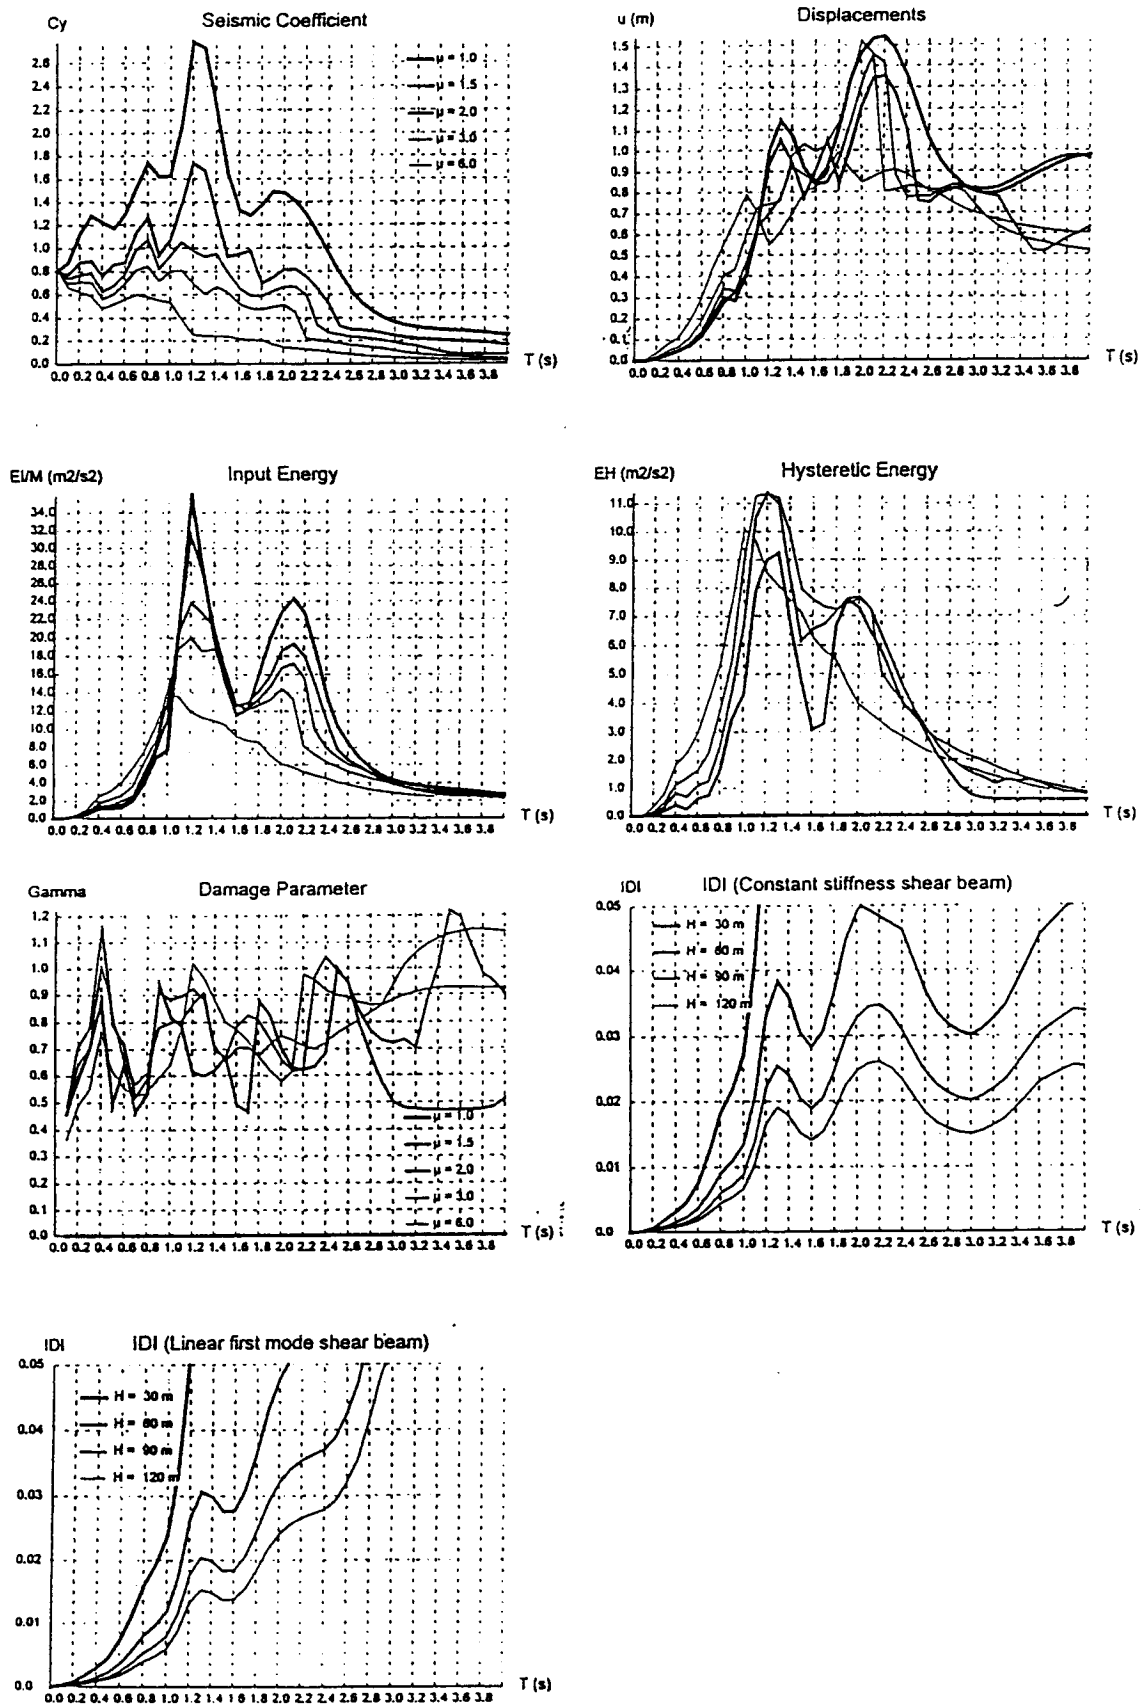 Cy
Seismic Coefficient
2.6
2.4
2.2
2.0
1.8
1.6
1.4
1.2
1.0
0.8
0.6
0.4
0.2
0.0
μ = 1.0
μ = 1.5
μ = 2.0
μ = 3.0
μ = 6.0
0.0 0.2 0.4 0.6 0.8 1.0 1.2 1.4 1.6 1.8 2.0 2.2 2.4 2.6 2.8 3.0 3.2 3.4 3.6 3.8
T (s)
u (m)
Displacements
1.5
1.4
1.3
1.2
1.1
1.0
0.9
0.8
0.7
0.6
0.5
0.4
0.3
0.2
0.1
0.0
0.0 0.2 0.4 0.6 0.8 1.0 1.2 1.4 1.6 1.8 2.0 2.2 2.4 2.6 2.8 3.0 3.2 3.4 3.6 3.8
T (s)
EI/M (m2/s2)
Input Energy
34.0
32.0
30.0
28.0
26.0
24.0
22.0
20.0
18.0
16.0
14.0
12.0
10.0
8.0
6.0
4.0
2.0
0.0
0.0 0.2 0.4 0.6 0.8 1.0 1.2 1.4 1.6 1.8 2.0 2.2 2.4 2.6 2.8 3.0 3.2 3.4 3.6 3.8
T (s)
EH (m2/s2)
Hysteretic Energy
11.0
10.0
9.0
8.0
7.0
6.0
5.0
4.0
3.0
2.0
1.0
0.0
0.0 0.2 0.4 0.6 0.8 1.0 1.2 1.4 1.6 1.8 2.0 2.2 2.4 2.6 2.8 3.0 3.2 3.4 3.6 3.8
T (s)
Gamma
Damage Parameter
1.2
1.1
1.0
0.9
0.8
0.7
0.6
0.5
0.4
0.3
0.2
0.1
0.0
μ = 1.0
μ = 1.5
μ = 2.0
μ = 3.0
μ = 6.0
0.0 0.2 0.4 0.6 0.8 1.0 1.2 1.4 1.6 1.8 2.0 2.2 2.4 2.6 2.8 3.0 3.2 3.4 3.6 3.8
T (s)
IDI
IDI (Constant stiffness shear beam)
0.05
0.04
0.03
0.02
0.01
0.0
H = 30 m
H = 60 m
H = 90 m
H = 120 m
0.0 0.2 0.4 0.6 0.8 1.0 1.2 1.4 1.6 1.8 2.0 2.2 2.4 2.6 2.8 3.0 3.2 3.4 3.6 3.8
T (s)
IDI
IDI (Linear first mode shear beam)
0.05
0.04
0.03
0.02
0.01
0.0
H = 30 m
H = 60 m
H = 90 m
H = 120 m
0.0 0.2 0.4 0.6 0.8 1.0 1.2 1.4 1.6 1.8 2.0 2.2 2.4 2.6 2.8 3.0 3.2 3.4 3.6 3.8
T (s)